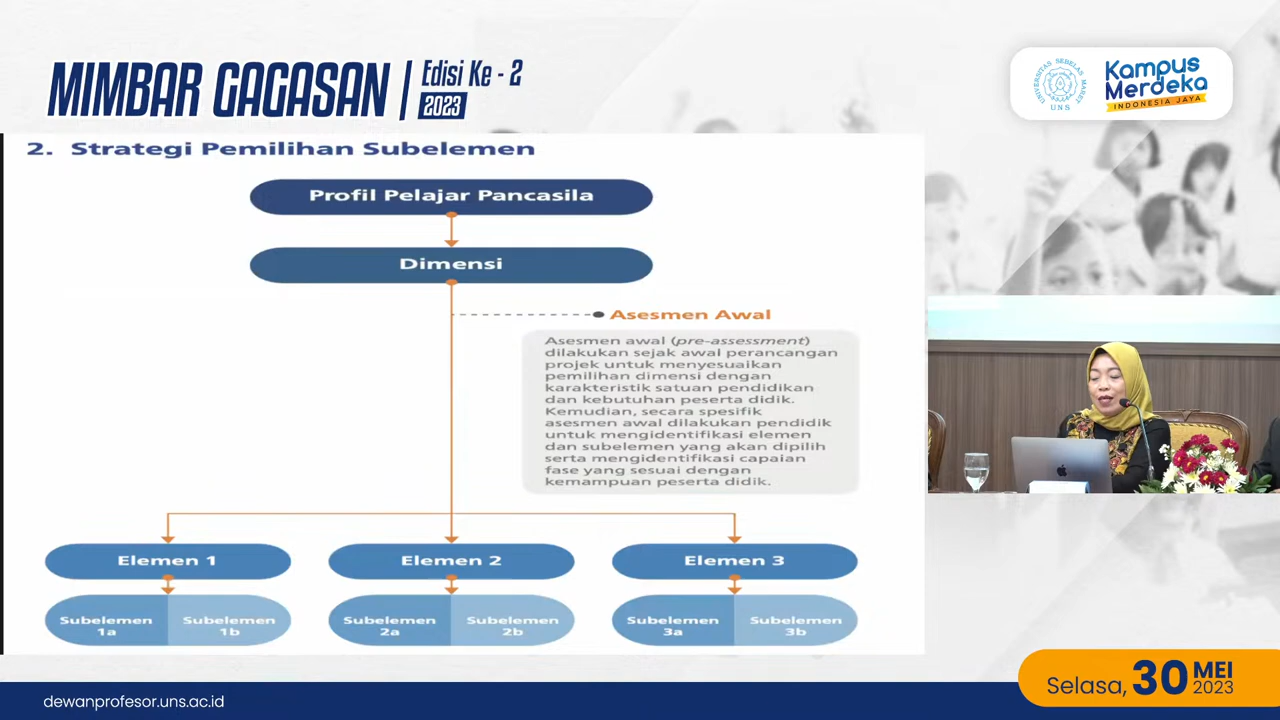 MIMBAR GAGASAN
Edisi Ke - 2
2023
UNIVERSITAS SEBELAS MARET
UNS
Kampus
Merdeka
INDONESIA JAYA
2. Strategi Pemilihan Subelemen
Profil Pelajar Pancasila
Dimensi
Asesmen Awal
Asesmen awal (pre-assessment)
dilakukan sejak awal perancangan
projek untuk menyesuaikan
pemilihan dimensi dengan
karakteristik satuan pendidikan
dan kebutuhan peserta didik.
Kemudian, secara spesifik
asesmen awal dilakukan pendidik
untuk mengidentifikasi elemen
dan subelemen yang akan dipilih
serta mengidentifikasi capaian
fase yang sesuai dengan
kemampuan peserta didik.
Elemen 1
Elemen 2
Elemen 3
Subelemen
1a
Subelemen
1b
Subelemen
2a
Subelemen
2b
Subelemen
3a
Subelemen
3b
dewanprofesor.uns.ac.id
Selasa, 30 MEI
2023